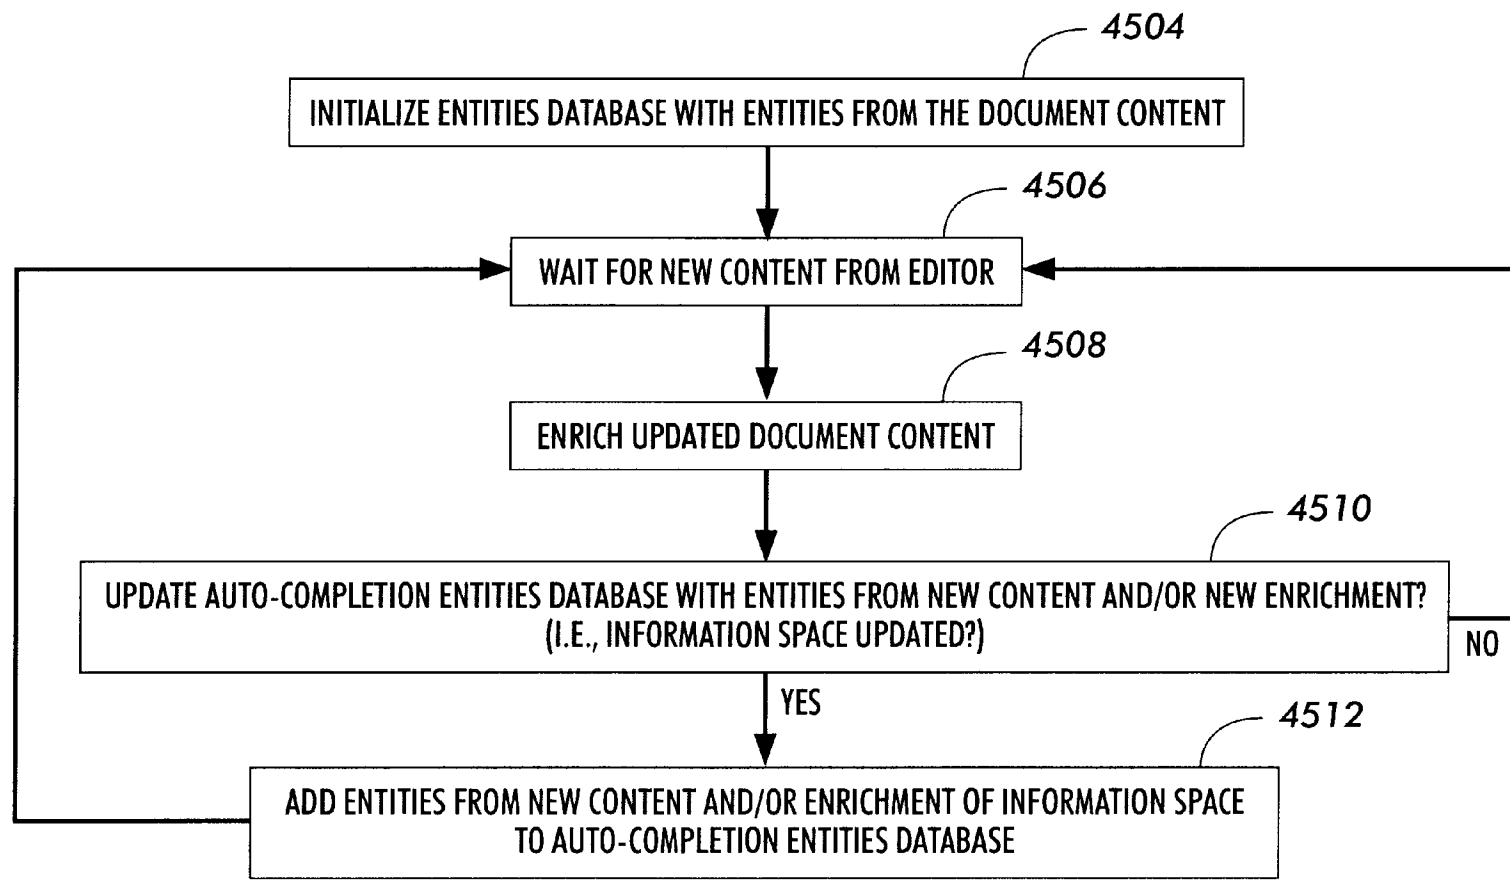 4504
INITIALIZE ENTITIES DATABASE WITH ENTITIES FROM THE DOCUMENT CONTENT
4506
WAIT FOR NEW CONTENT FROM EDITOR
4508
ENRICH UPDATED DOCUMENT CONTENT
4510
UPDATE AUTO-COMPLETION ENTITIES DATABASE WITH ENTITIES FROM NEW CONTENT AND/OR NEW ENRICHMENT?
(I.E., INFORMATION SPACE UPDATED?)
NO
YES
4512
ADD ENTITIES FROM NEW CONTENT AND/OR ENRICHMENT OF INFORMATION SPACE
TO AUTO-COMPLETION ENTITIES DATABASE